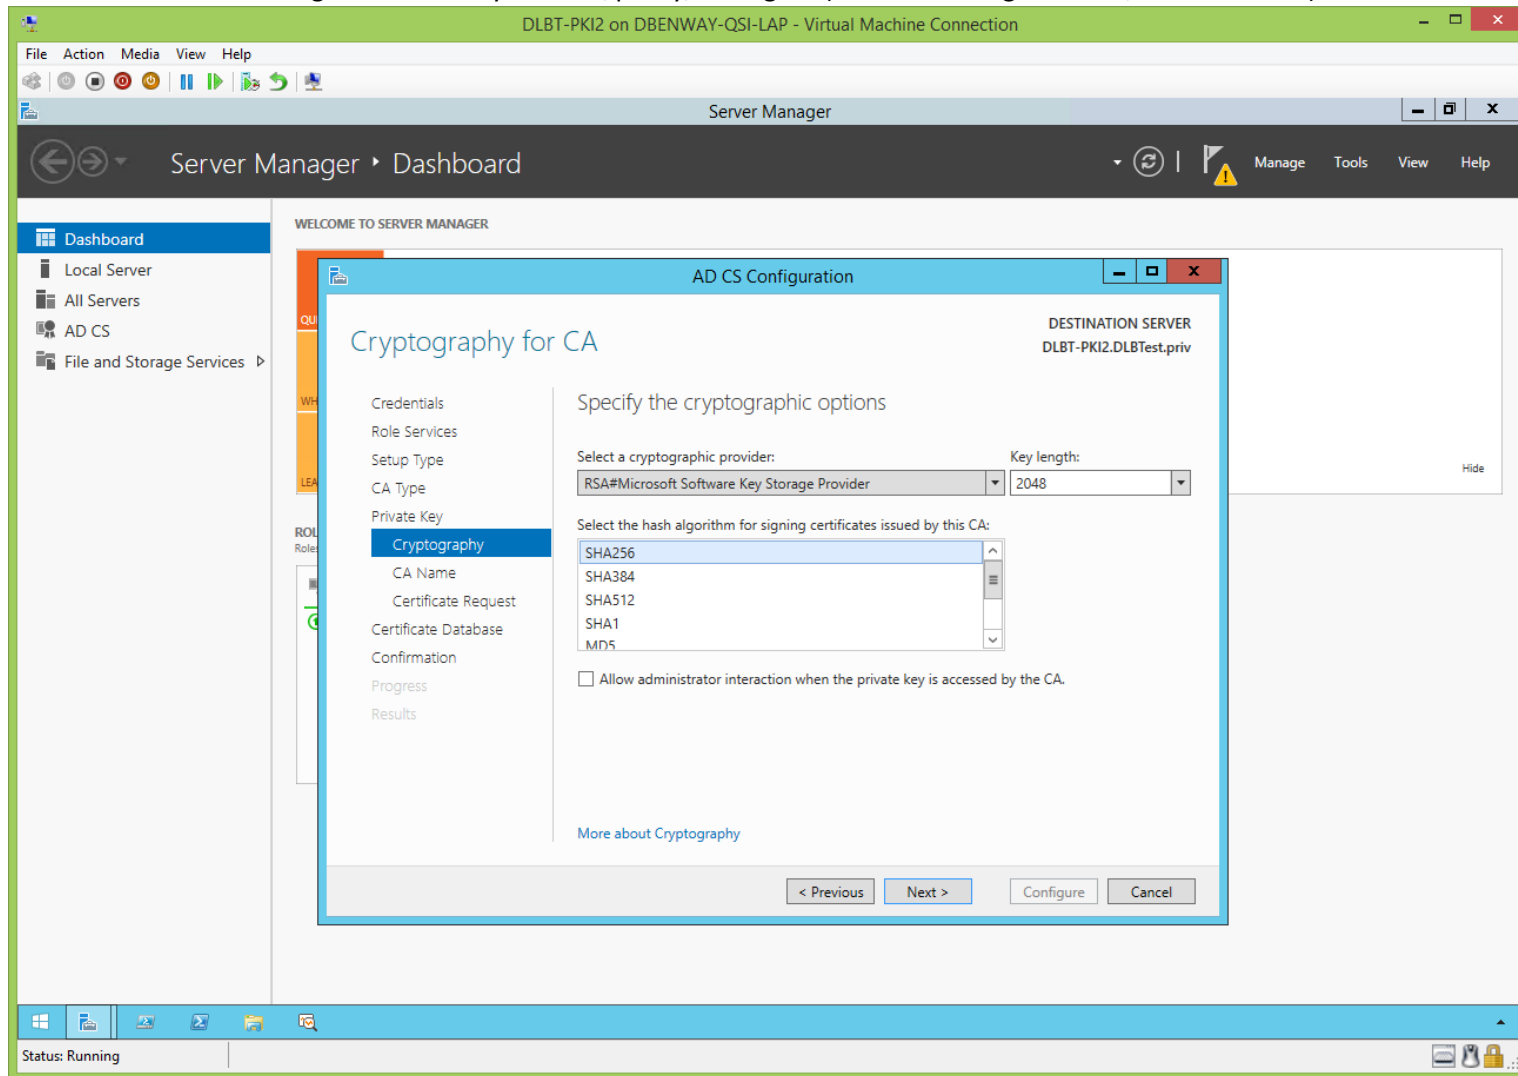 DLBT-PKI2 on DBENWAY-QSI-LAP - Virtual Machine Connection
File Action Media View Help
Server Manager
Server Manager Dashboard
Manage Tools View Help
Dashboard
Local Server
All Servers
AD CS
File and Storage Services
WELCOME TO SERVER MANAGER
QU
WH
LEA
Hide
ROL
Roles
AD CS Configuration
Cryptography for CA
DESTINATION SERVER
DLBT-PKI2.DLBTest.priv
Credentials
Role Services
Setup Type
CA Type
Private Key
Cryptography
CA Name
Certificate Request
Certificate Database
Confirmation
Progress
Results
Specify the cryptographic options
Select a cryptographic provider:
Key length:
RSA#Microsoft Software Key Storage Provider
2048
Select the hash algorithm for signing certificates issued by this CA:
SHA256
SHA384
SHA512
SHA1
MD5
Allow administrator interaction when the private key is accessed by the CA.
More about Cryptography
< Previous
Next >
Configure
Cancel
Status: Running